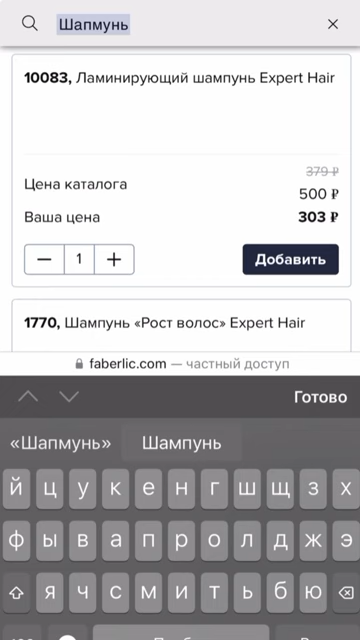 Шапмунь
10083, Ламинирующий шампунь Expert Hair
379 ₽
Цена каталога
500 ₽
Ваша цена
303 ₽
1
Добавить
1770, Шампунь «Рост волос» Expert Hair
faberlic.com — частный доступ
Готово
«Шапмунь» Шампунь
й ц у к е н г ш щ з х
ф ы в а п р о л д ж э
я ч с м и т ь б ю